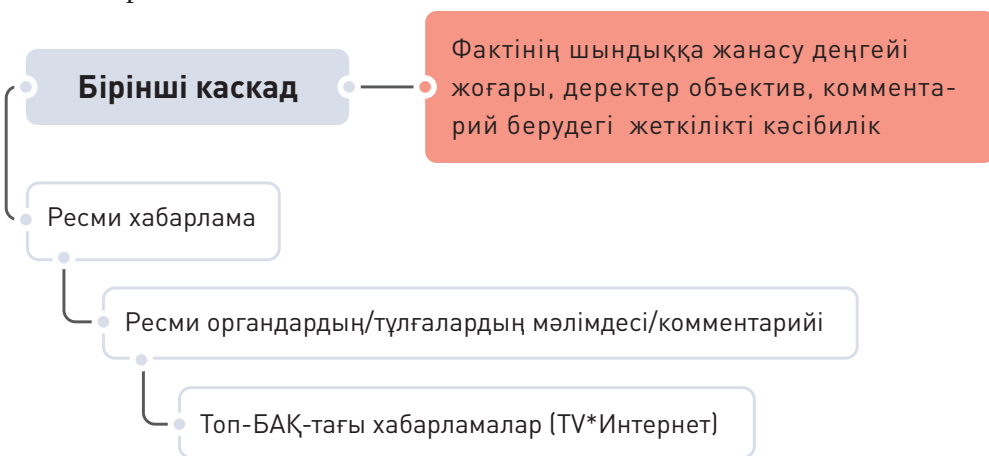 Бірінші каскад
Фактінің шындыққа жанасу деңгейі
жоғары, деректер объектив, коммента-
рий берудегі жеткілікті кәсібилік
Ресми хабарлама
Ресми органдардың/тұлғалардың мәлімдесі/комментарийі
Топ-БАҚ-тағы хабарламалар (TV*Интернет)